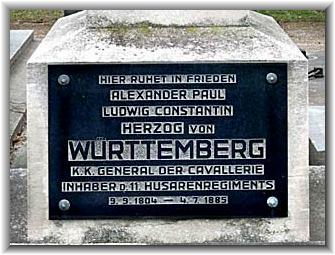 HIER RUHET IN FRIEDEN
ALEXANDER PAUL
LUDWIG CONSTANTIN
HERZOG VON
WÜRTTEMBERG
K.K. GENERAL DER CAVALLERIE
INHABER D. 11. HUSARENREGIMENTS
9.9.1804 — 4.7.1885